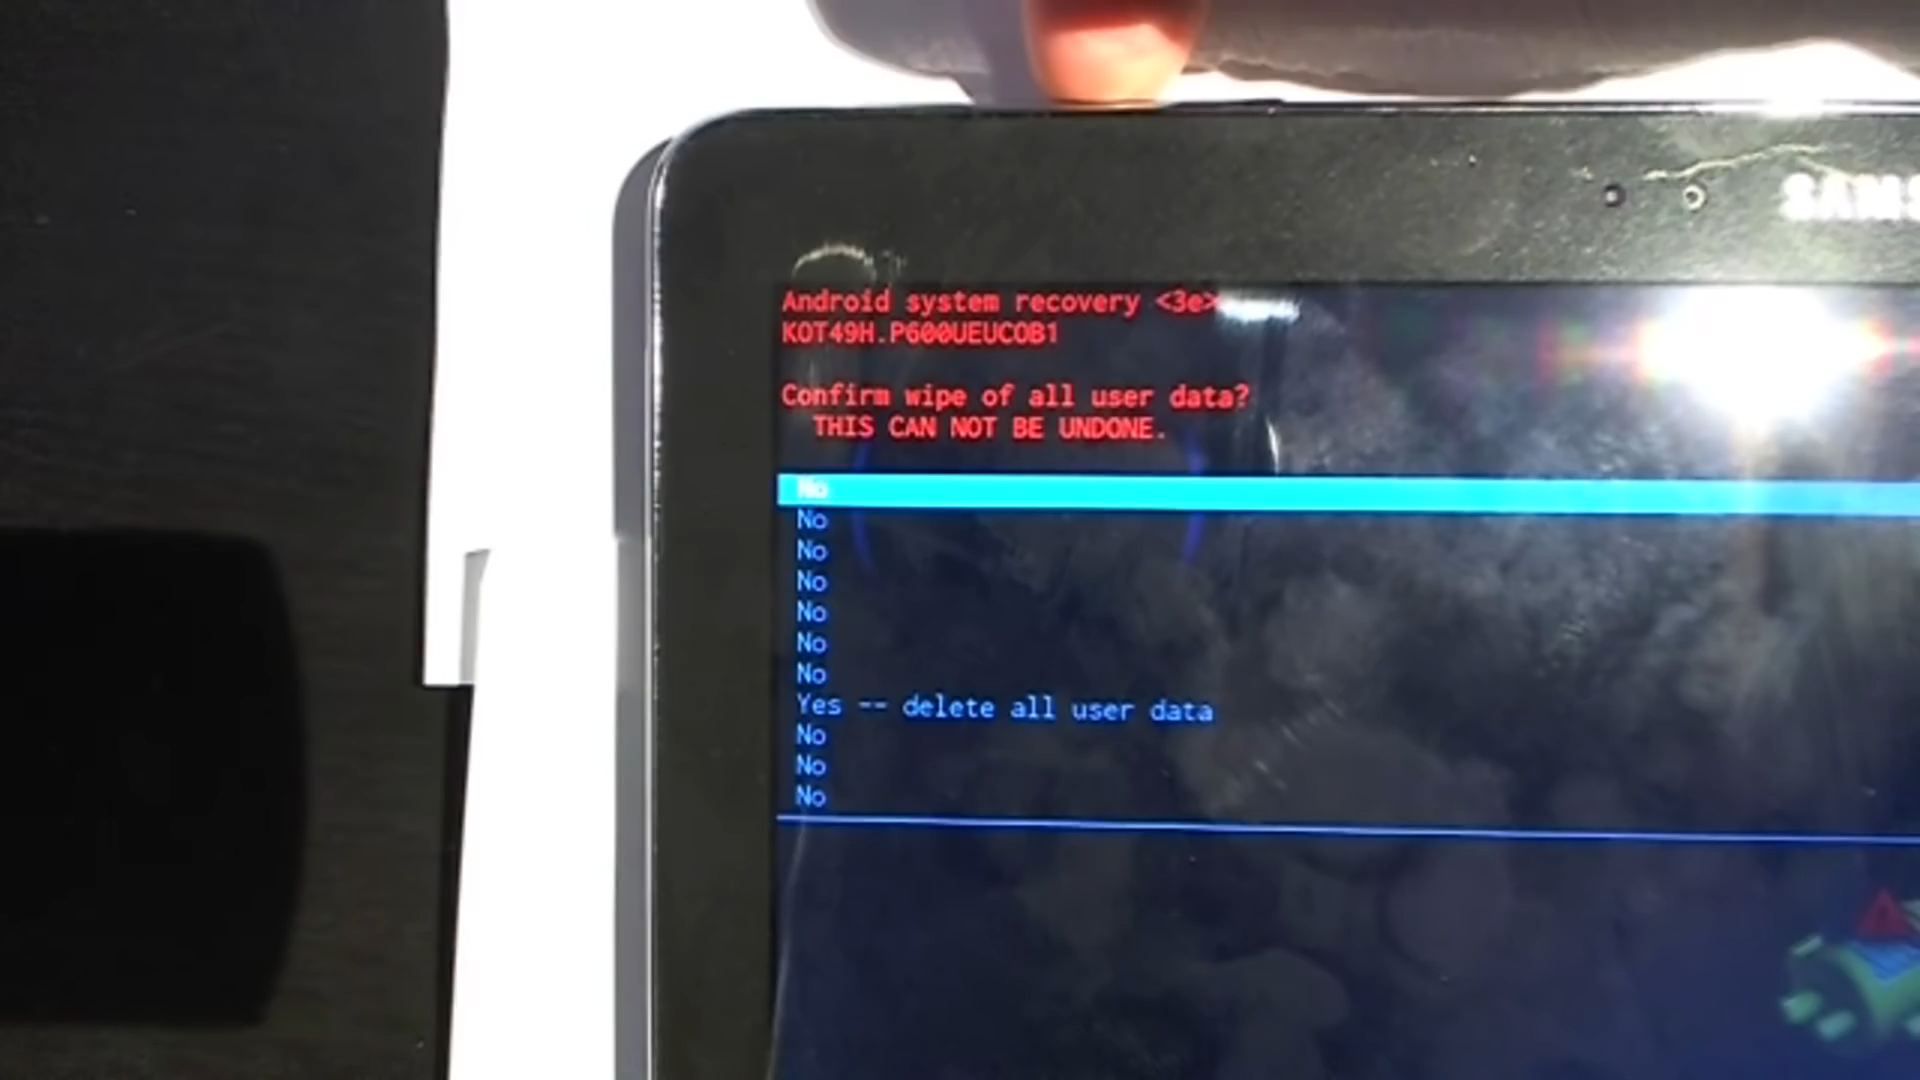 SAMS
Android system recovery <3e>
KOT49H.P600UEUCOB1
Confirm wipe of all user data?
THIS CAN NOT BE UNDONE.
No
No
No
No
No
No
No
Yes -- delete all user data
No
No
No